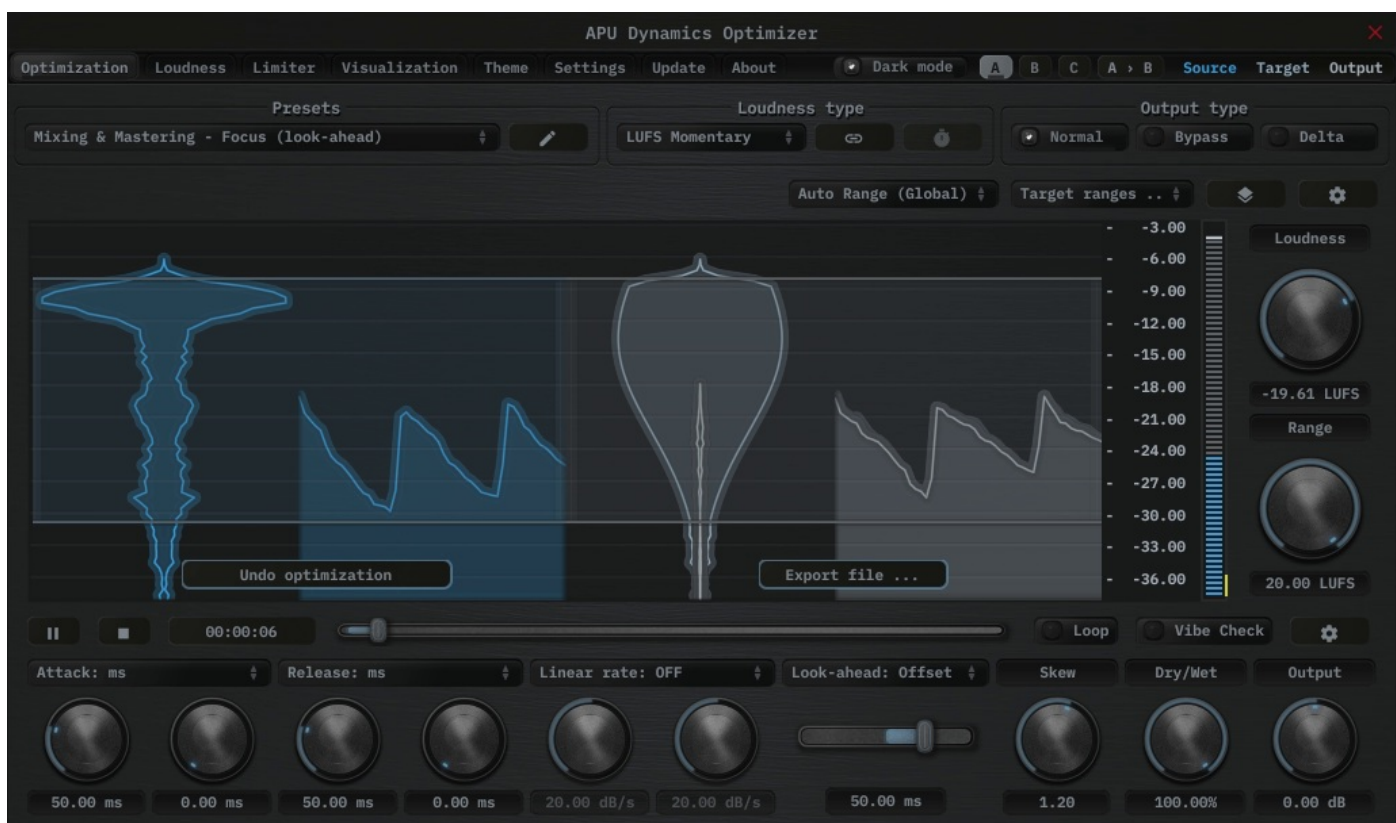 APU Dynamics Optimizer
Optimization Loudness Limiter Visualization Theme Settings Update About Dark mode A B C A › B Source Target Output
Presets Loudness type Output type
Mixing & Mastering - Focus (look-ahead) LUFS Momentary Normal Bypass Delta
Auto Range (Global) Target ranges ..
- -3.00
Loudness
- -6.00
- -9.00
- -12.00
- -15.00
- -18.00
-19.61 LUFS
- -21.00
Range
- -24.00
- -27.00
- -30.00
- -33.00
Undo optimization Export file ... - -36.00 20.00 LUFS
00:00:06 Loop Vibe Check
Attack: ms Release: ms Linear rate: OFF Look-ahead: Offset Skew Dry/Wet Output
50.00 ms 0.00 ms 50.00 ms 0.00 ms 20.00 dB/s 20.00 dB/s 50.00 ms 1.20 100.00% 0.00 dB